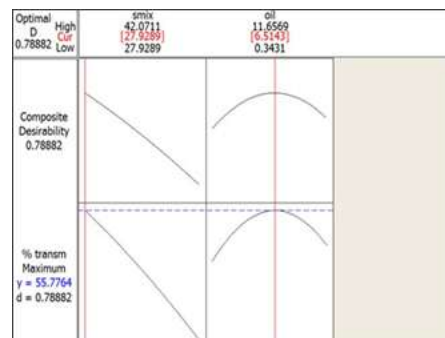 Optimal
D
0.78882
High
Cur
Low
smix
42.0711
[27.9289]
27.9289
oil
11.6569
[6.5143]
0.3431
Composite
Desirability
0.78882
% transm
Maximum
y = 55.7764
d = 0.78882